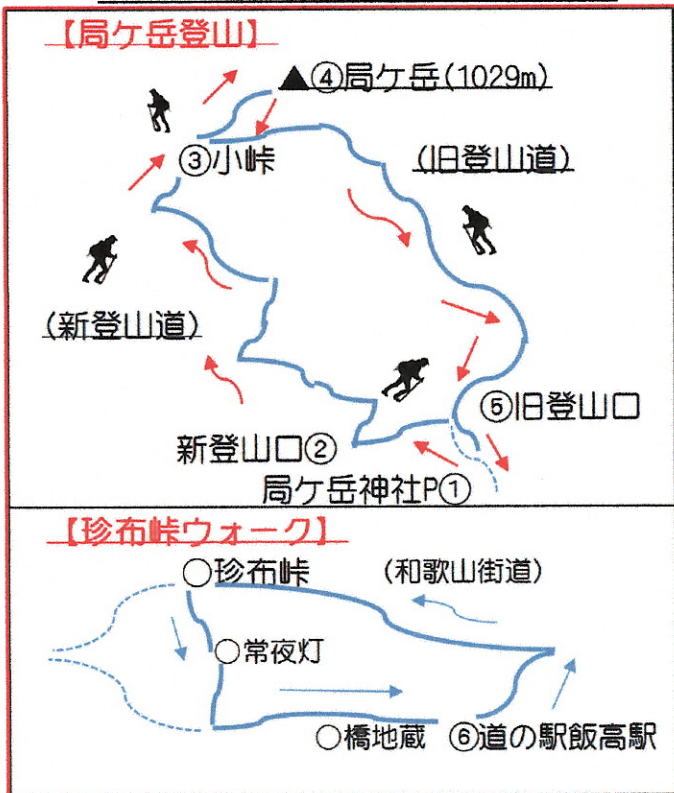 【局ケ岳登山】
▲④局ケ岳(1029m)
③小峠
(旧登山道)
(新登山道)
⑤旧登山口
新登山口②
局ケ岳神社P①
【珍布峠ウォーク】
○珍布峠
(和歌山街道)
○常夜灯
○橋地蔵
⑥道の駅飯高駅